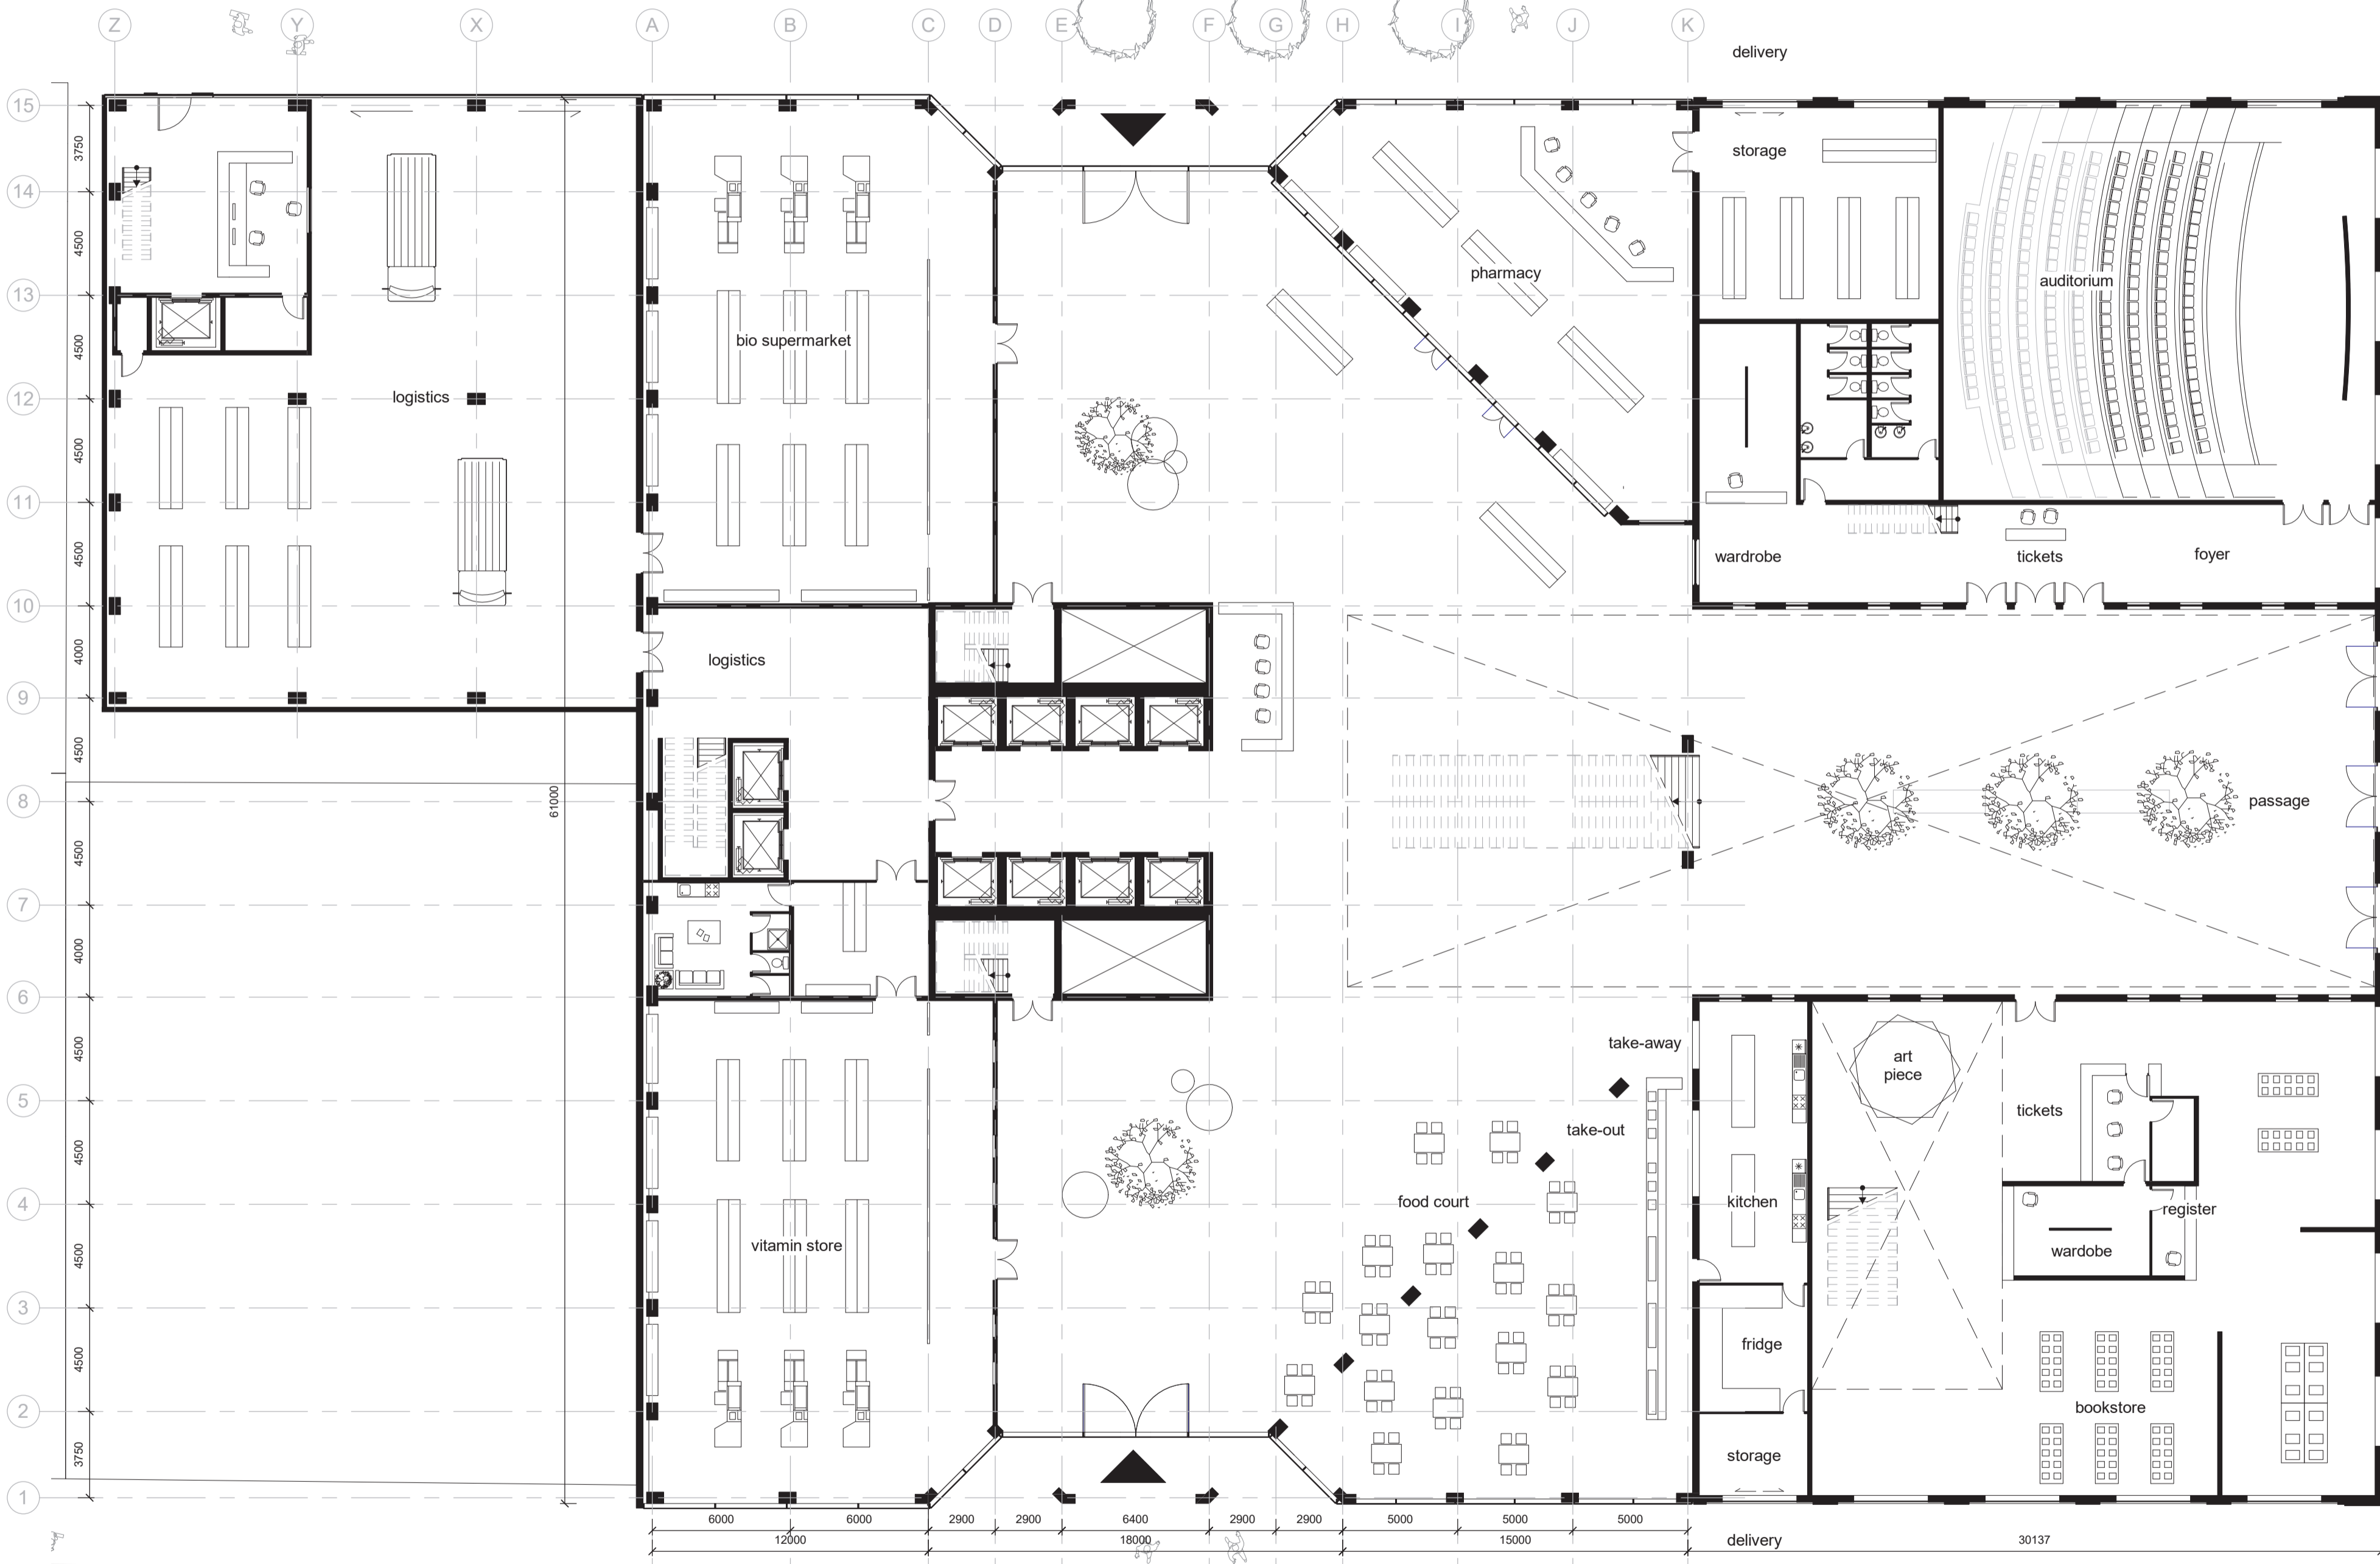 Z Y X A B C D E F G H I J K
delivery
15
3750
14
4500
13
4500
12
4500
11
4500
10
4000
9
4500
8
4500
7
4000
6
4500
5
4500
4
4500
3
4500
2
3750
1
61000
storage
auditorium
pharmacy
bio supermarket
logistics
wardrobe
tickets
foyer
logistics
passage
take-away
art
piece
take-out
tickets
food court
kitchen
register
vitamin store
wardobe
fridge
bookstore
storage
6000 6000 2900 2900 6400 2900 2900 5000 5000 5000
12000 18000 15000 delivery 30137